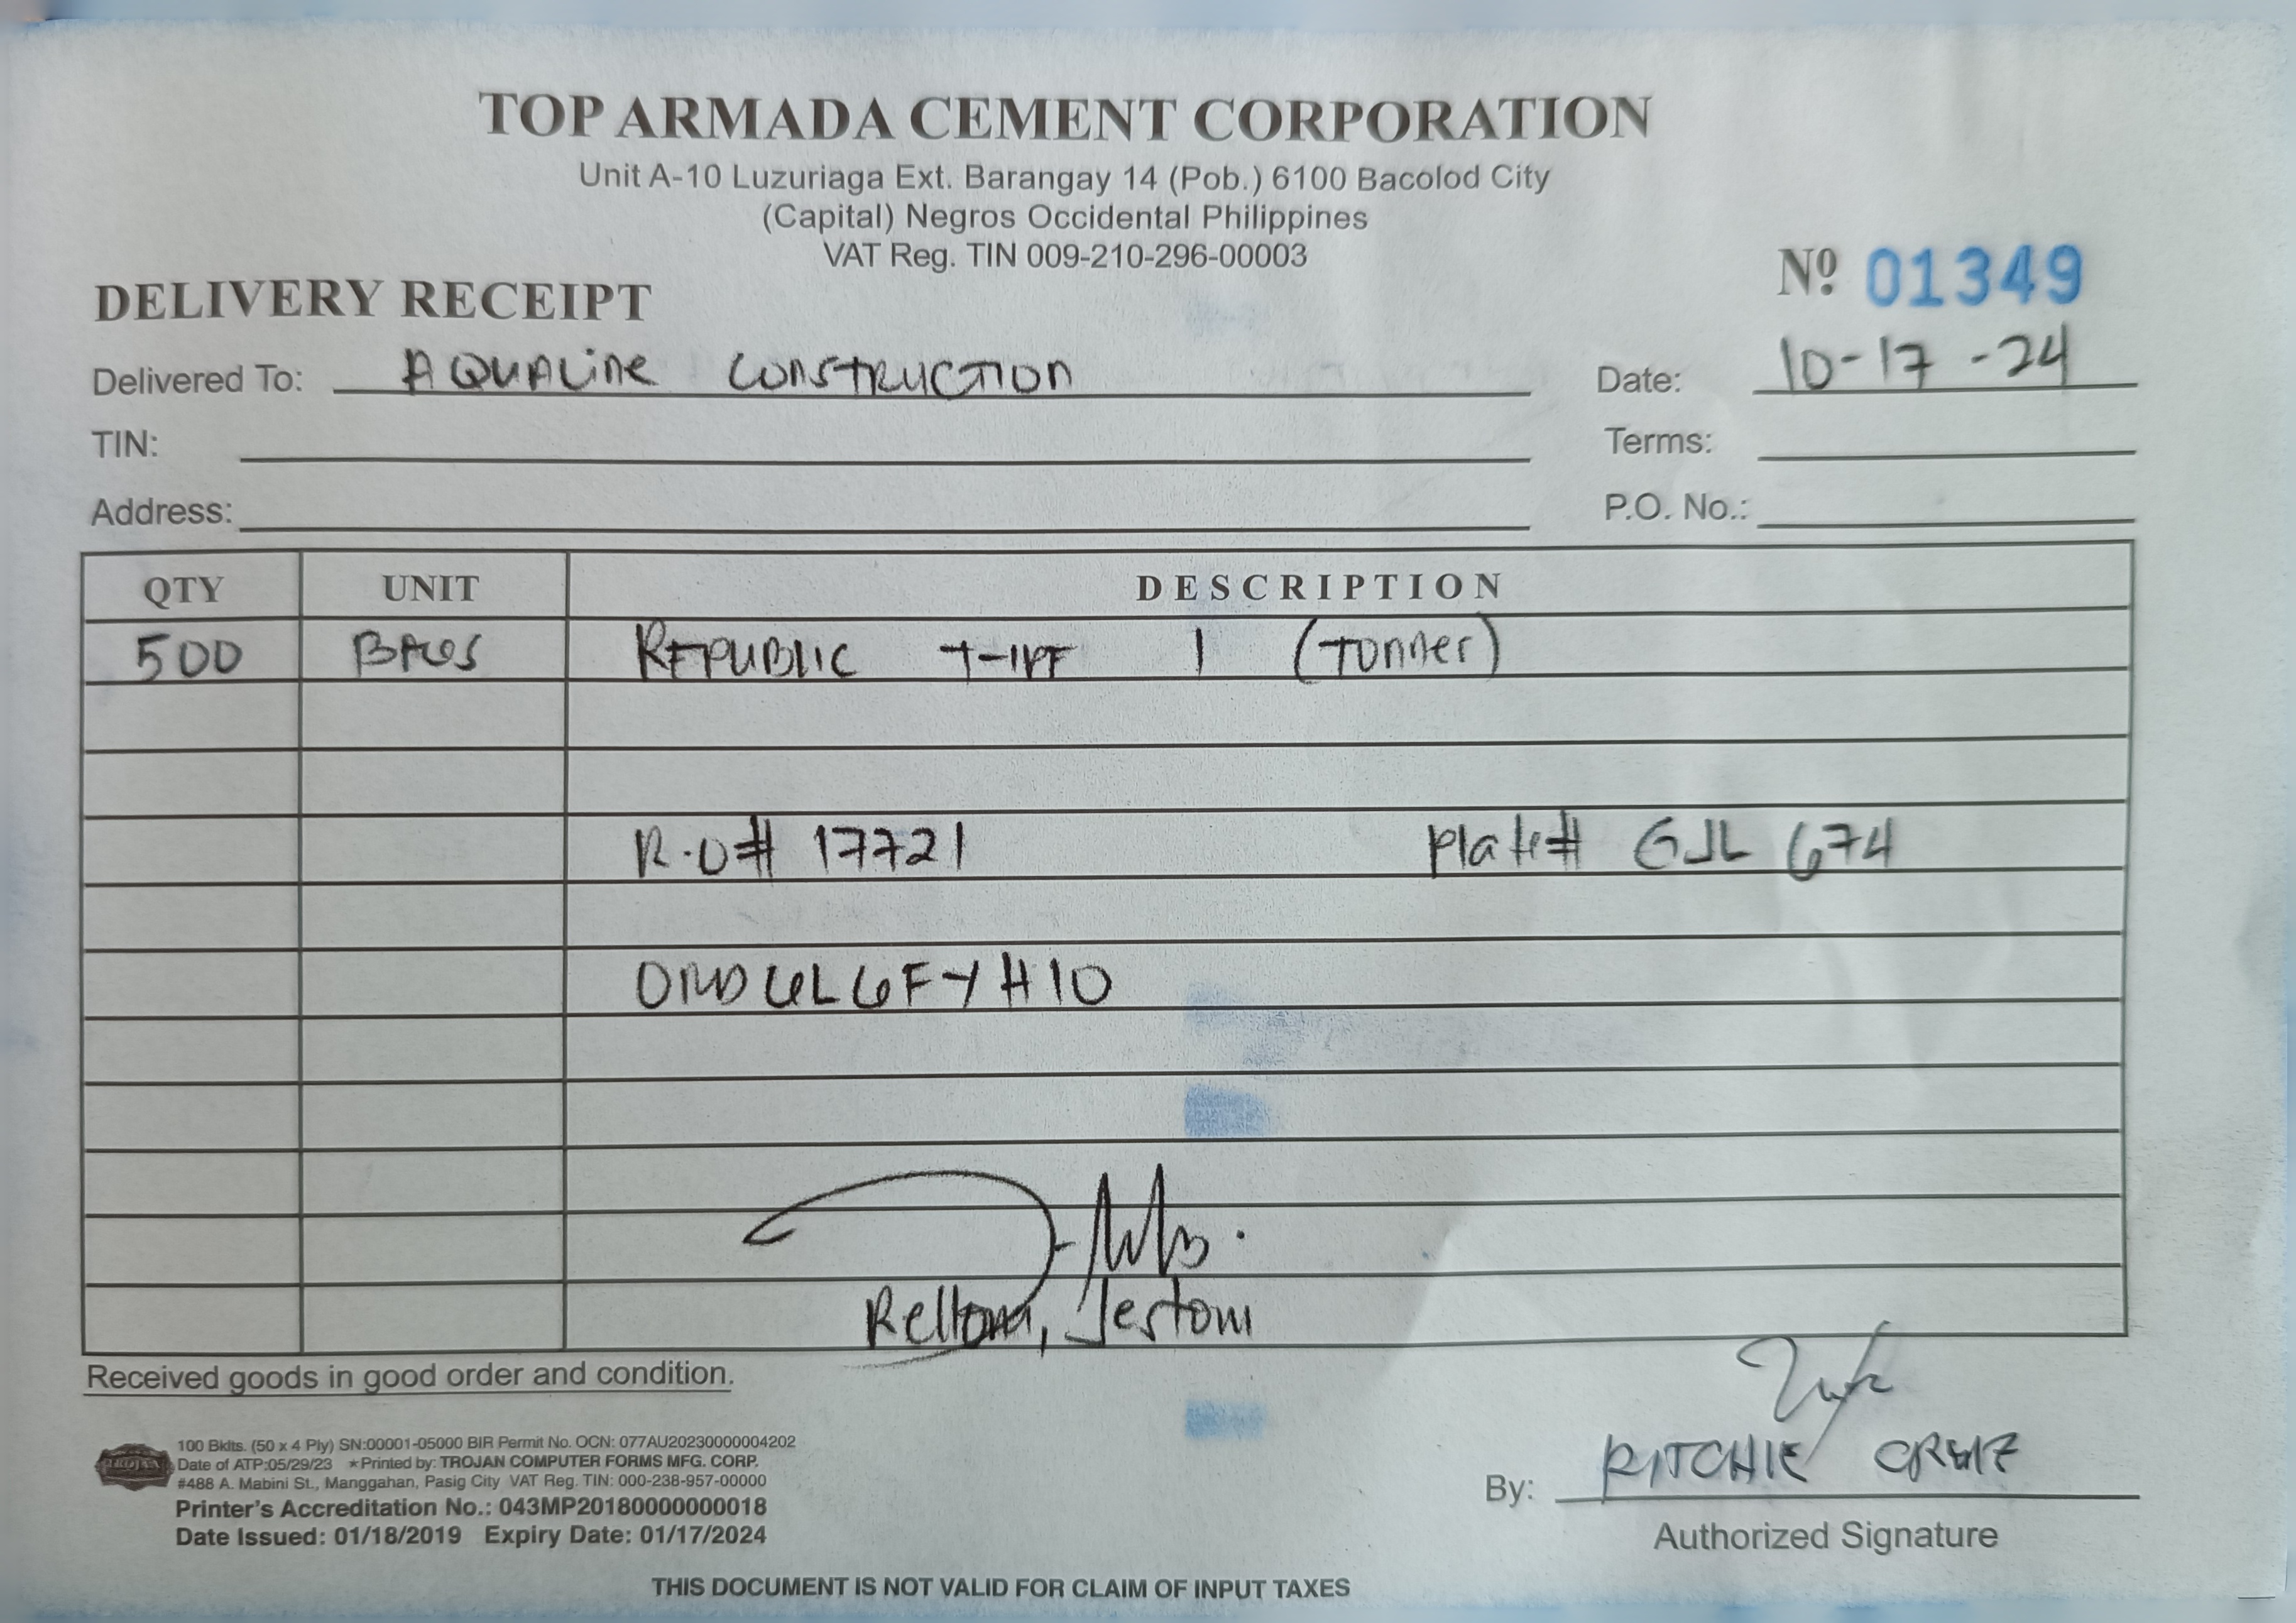 TOP ARMADA CEMENT CORPORATION
Unit A-10 Luzuriaga Ext. Barangay 14 (Pob.) 6100 Bacolod City
(Capital) Negros Occidental Philippines
VAT Reg. TIN 009-210-296-00003
DELIVERY RECEIPT
Nº 01349
Delivered To: AQUALINE CONSTRUCTION
Date: 10-17-24
TIN:
Terms:
Address:
P.O. No.:
QTY UNIT DESCRIPTION
500 BAGS REPUBLIC T-1PF 1 (Tonner)
R.O# 17721 Plate# GJL 674
Jestoni
Received goods in good order and condition.
TROJAN
100 Bklts. (50 x 4 Ply) SN:00001-05000 BIR Permit No. OCN: 077AU20230000004202
Date of ATP:05/29/23 ★Printed by: TROJAN COMPUTER FORMS MFG. CORP.
#488 A. Mabini St., Manggahan, Pasig City VAT Reg. TIN: 000-238-957-00000
Printer's Accreditation No.: 043MP20180000000018
Date Issued: 01/18/2019 Expiry Date: 01/17/2024
By: RITCHIE
Authorized Signature
THIS DOCUMENT IS NOT VALID FOR CLAIM OF INPUT TAXES